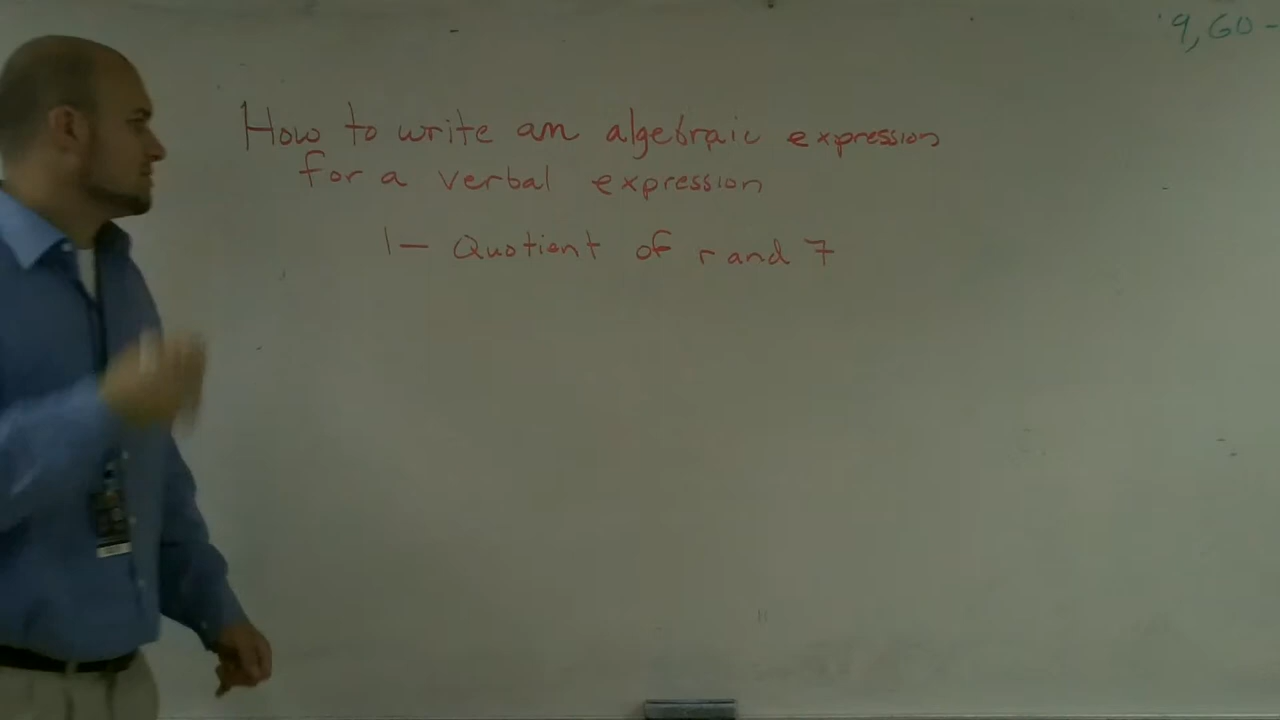 9,60-
How to write an algebraic expression
for a verbal expression
1- Quotient of r and 7